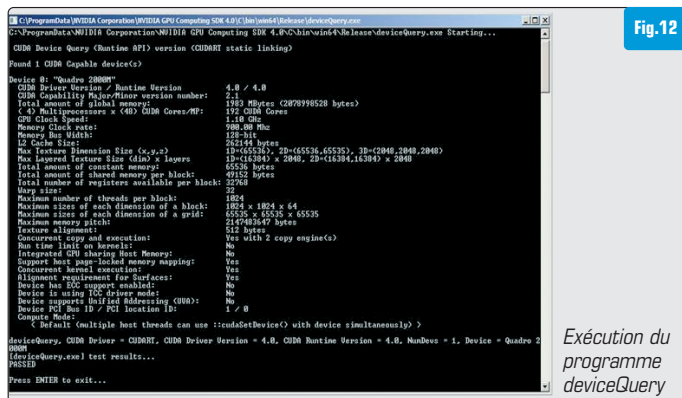 C:\ProgramData\NVIDIA Corporation\NVIDIA GPU Computing SDK 4.0\C\bin\win64\Release\deviceQuery.exe
Fig.12
C:\ProgramData\NVIDIA Corporation\NVIDIA GPU Computing SDK 4.0\C\bin\win64\Release\deviceQuery.exe Starting...
CUDA Device Query (Runtime API) version (CUDART static linking)
Found 1 CUDA Capable device(s)
Device 0: "Quadro 2000M"
CUDA Driver Version / Runtime Version 4.0 / 4.0
CUDA Capability Major/Minor version number: 2.1
Total amount of global memory: 1983 MBytes (2078998528 bytes)
( 4) Multiprocessors x (48) CUDA Cores/MP: 192 CUDA Cores
GPU Clock Speed: 1.10 GHz
Memory Clock rate: 900.00 Mhz
Memory Bus Width: 128-bit
L2 Cache Size: 262144 bytes
Max Texture Dimension Size (x,y,z) 1D=(65536), 2D=(65536,65535), 3D=(2048,2048,2048)
Max Layered Texture Size (dim) x layers 1D=(16384) x 2048, 2D=(16384,16384) x 2048
Total amount of constant memory: 65536 bytes
Total amount of shared memory per block: 49152 bytes
Total number of registers available per block: 32768
Warp size: 32
Maximum number of threads per block: 1024
Maximum sizes of each dimension of a block: 1024 x 1024 x 64
Maximum sizes of each dimension of a grid: 65535 x 65535 x 65535
Maximum memory pitch: 2147483647 bytes
Texture alignment: 512 bytes
Concurrent copy and execution: Yes with 2 copy engine(s)
Run time limit on kernels: No
Integrated GPU sharing Host Memory: No
Support host page-locked memory mapping: Yes
Concurrent kernel execution: Yes
Alignment requirement for Surfaces: Yes
Device has ECC support enabled: No
Device is using TCC driver mode: No
Device supports Unified Addressing (UVA): No
Device PCI Bus ID / PCI location ID: 1 / 0
Compute Mode:
< Default (multiple host threads can use ::cudaSetDevice() with device simultaneously) >
deviceQuery, CUDA Driver = CUDART, CUDA Driver Version = 4.0, CUDA Runtime Version = 4.0, NumDevs = 1, Device = Quadro 2
000M
[deviceQuery.exe] test results...
PASSED
Press ENTER to exit...
Exécution du
programme
deviceQuery